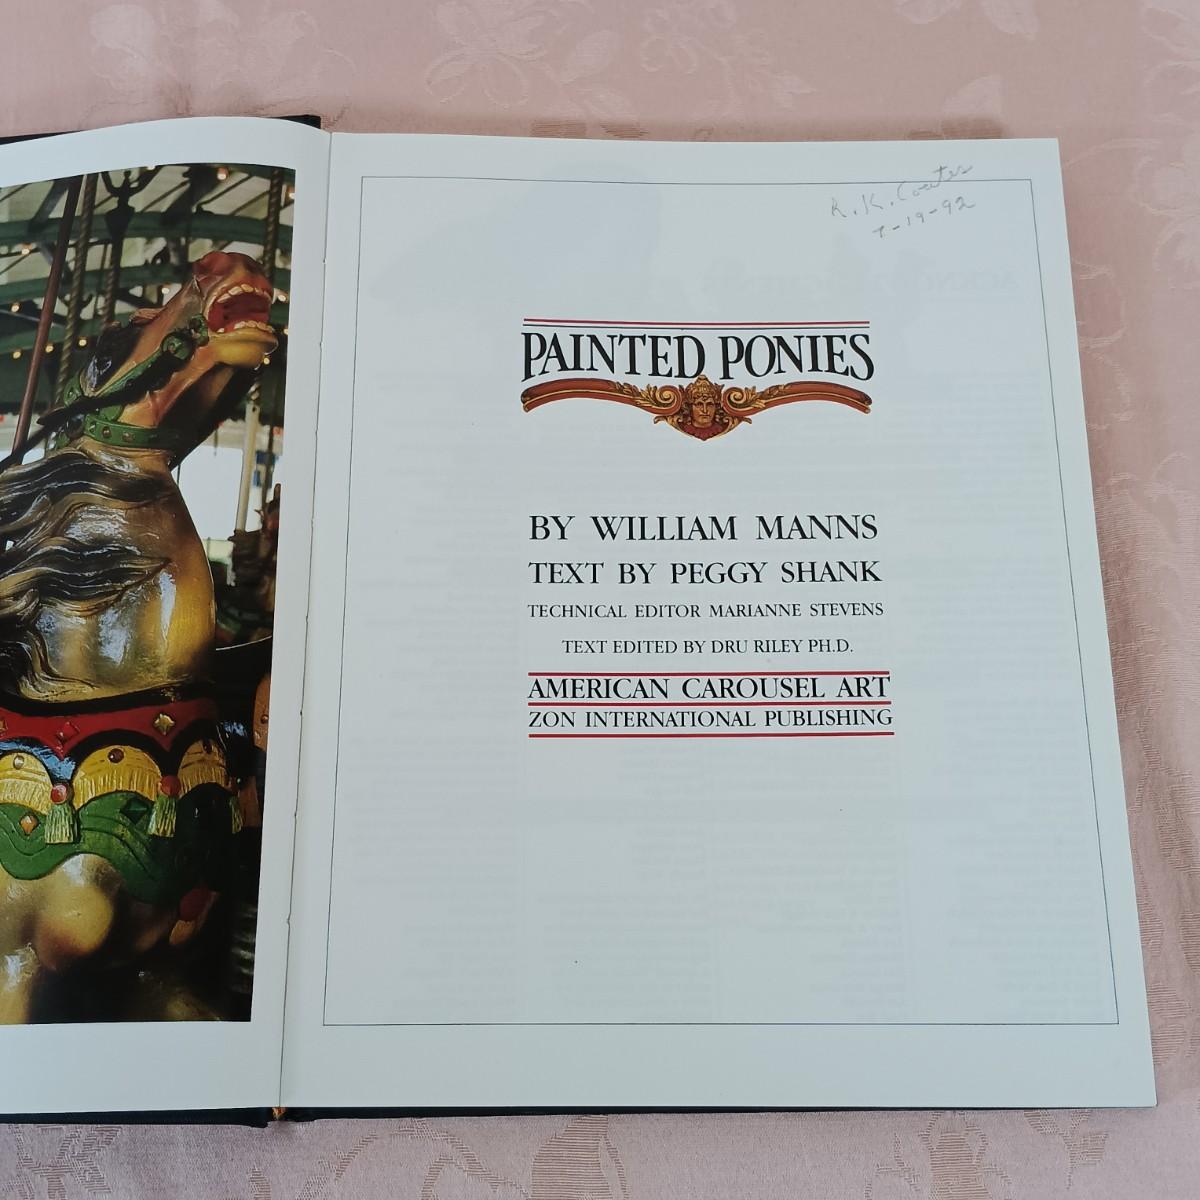 R. K. Coates
7-19-92
PAINTED PONIES
BY WILLIAM MANNS
TEXT BY PEGGY SHANK
TECHNICAL EDITOR MARIANNE STEVENS
TEXT EDITED BY DRU RILEY PH.D.
AMERICAN CAROUSEL ART
ZON INTERNATIONAL PUBLISHING